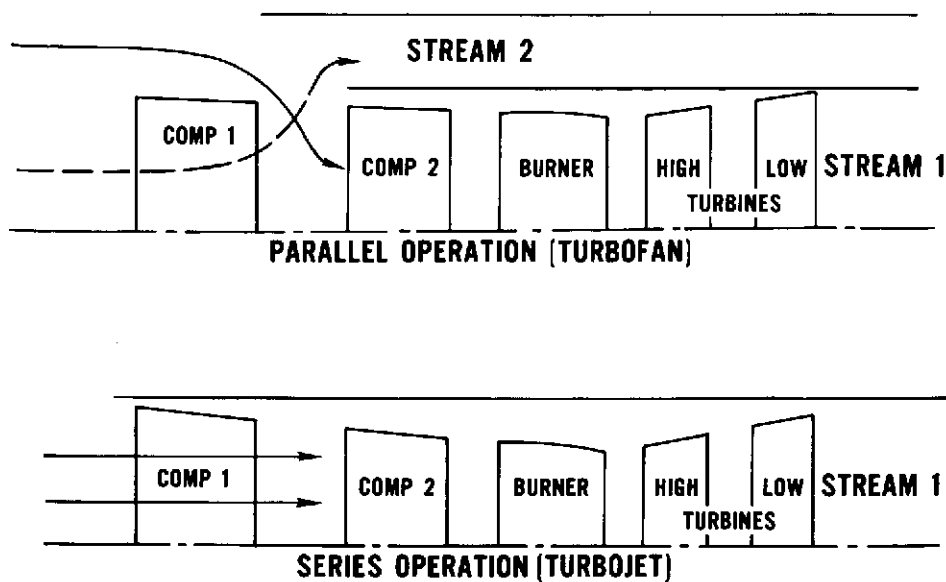 STREAM 2
COMP 1
COMP 2
BURNER
HIGH
LOW
STREAM 1
TURBINES
PARALLEL OPERATION (TURBOFAN)
COMP 1
COMP 2
BURNER
HIGH
LOW
STREAM 1
TURBINES
SERIES OPERATION (TURBOJET)